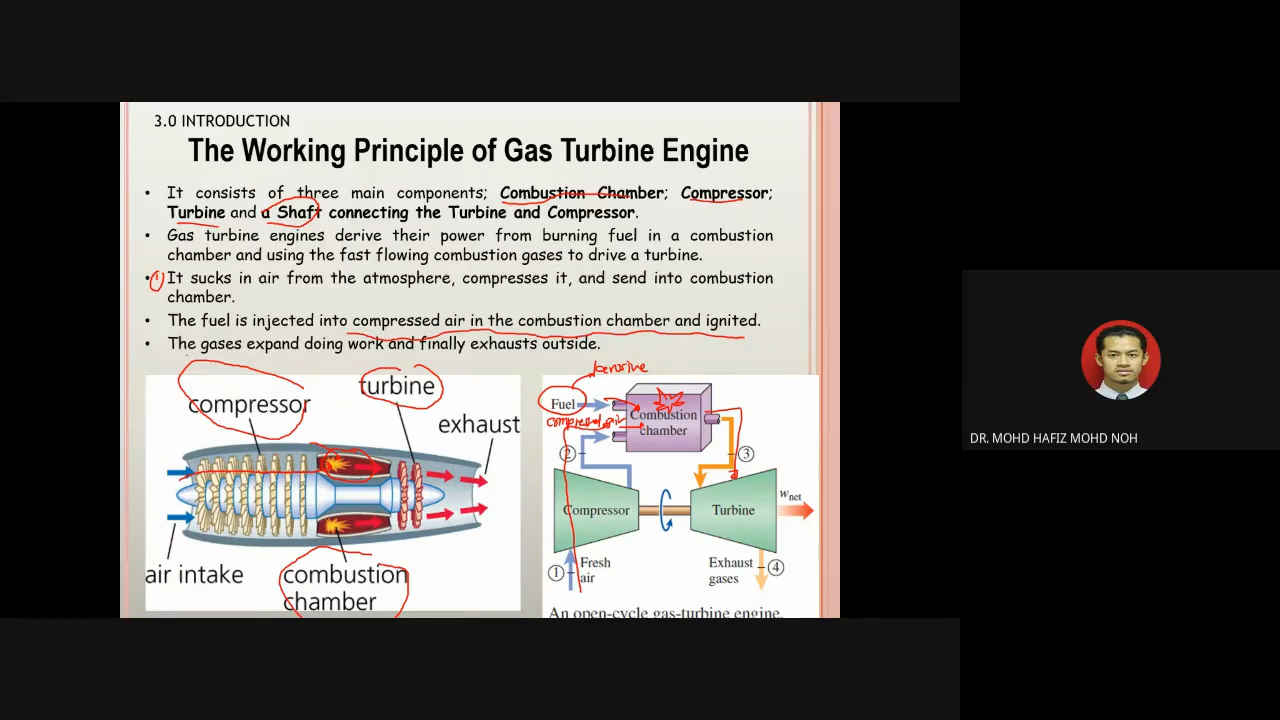 3.0 INTRODUCTION
The Working Principle of Gas Turbine Engine
• It consists of three main components; Combustion Chamber; Compressor;
Turbine and a Shaft connecting the Turbine and Compressor.
• Gas turbine engines derive their power from burning fuel in a combustion
chamber and using the fast flowing combustion gases to drive a turbine.
• It sucks in air from the atmosphere, compresses it, and send into combustion
chamber.
• The fuel is injected into compressed air in the combustion chamber and ignited.
• The gases expand doing work and finally exhausts outside.
compressor
turbine
exhaust
air intake
combustion
chamber
Fuel
compressed air
Combustion
chamber
2
3
Compressor
Turbine
wnet
1
Fresh
air
Exhaust
gases
4
An open-cycle gas-turbine engine.
DR. MOHD HAFIZ MOHD NOH